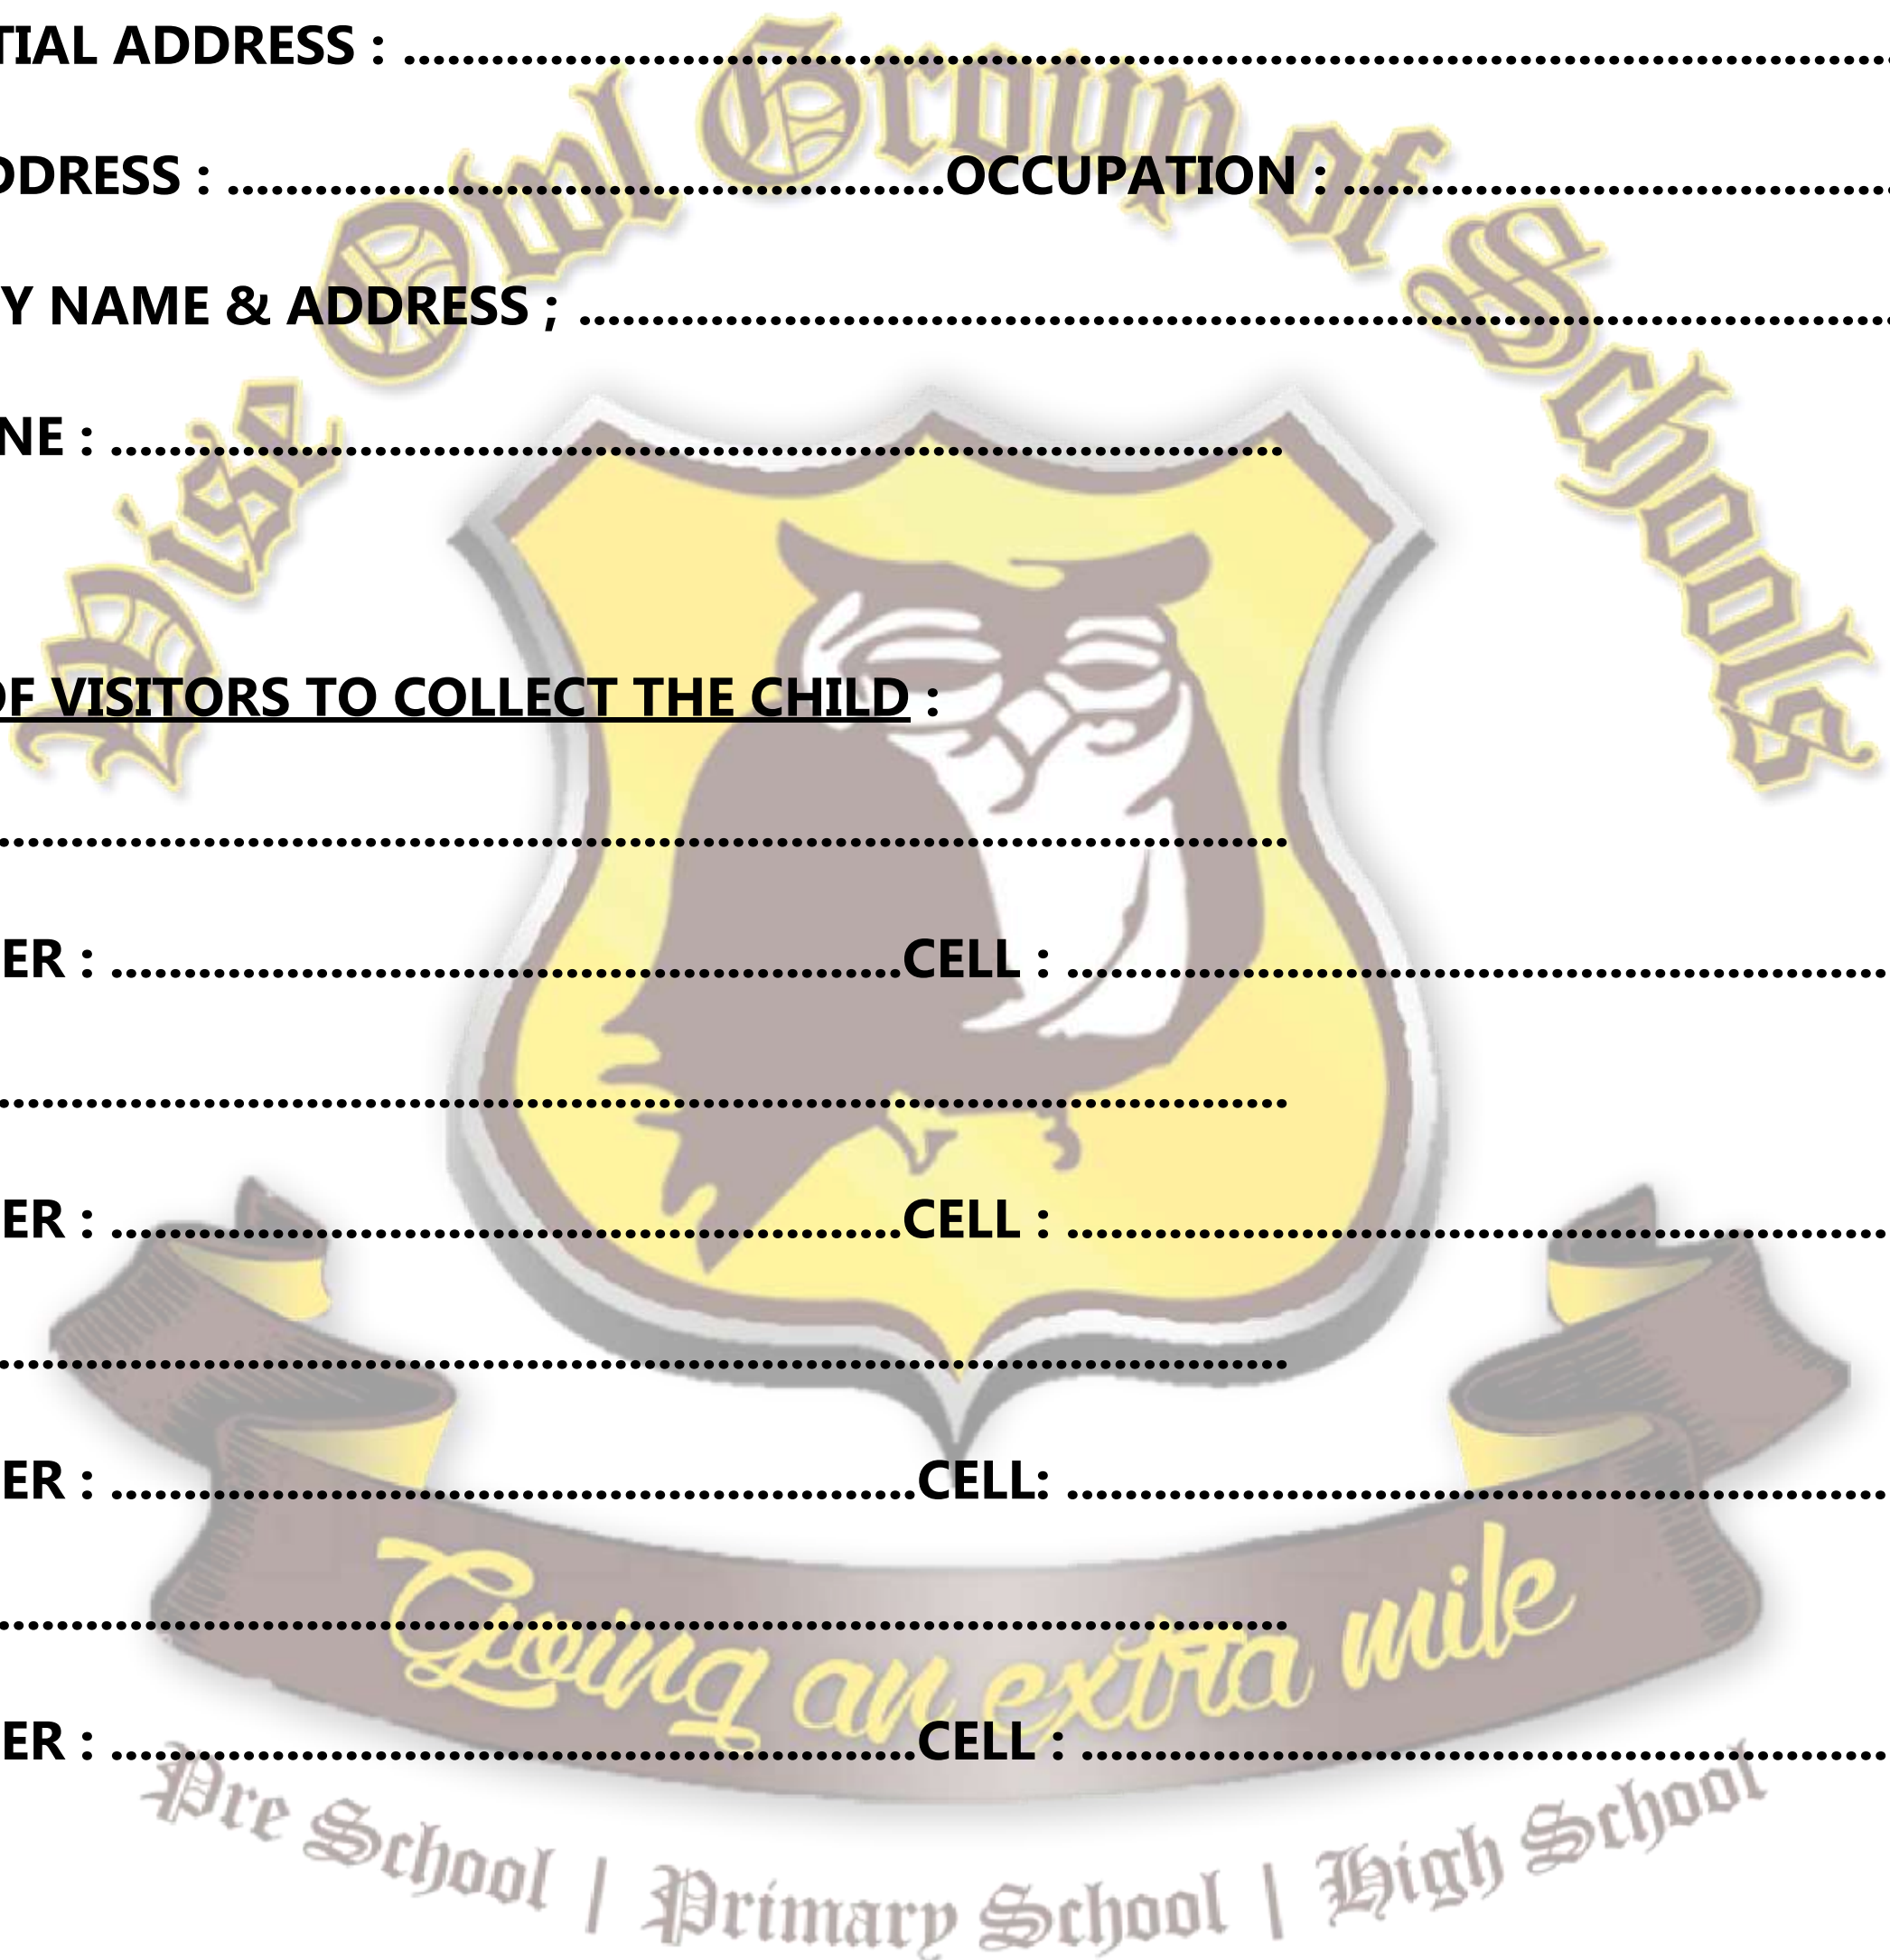 TIAL ADDRESS : ........................................................................................................
DDRESS : .................................................OCCUPATION : .....................................
Y NAME & ADDRESS ; ..........................................................................................
NE : ................................................................................
OF VISITORS TO COLLECT THE CHILD :
........................................................................................
ER : ......................................................CELL : ........................................................
........................................................................................
ER : ......................................................CELL : ........................................................
........................................................................................
ER : .......................................................CELL: ........................................................
........................................................................................
ER : .......................................................CELL : .......................................................
Wise Owl Group of Schools
Going an extra mile
Pre School | Primary School | High School